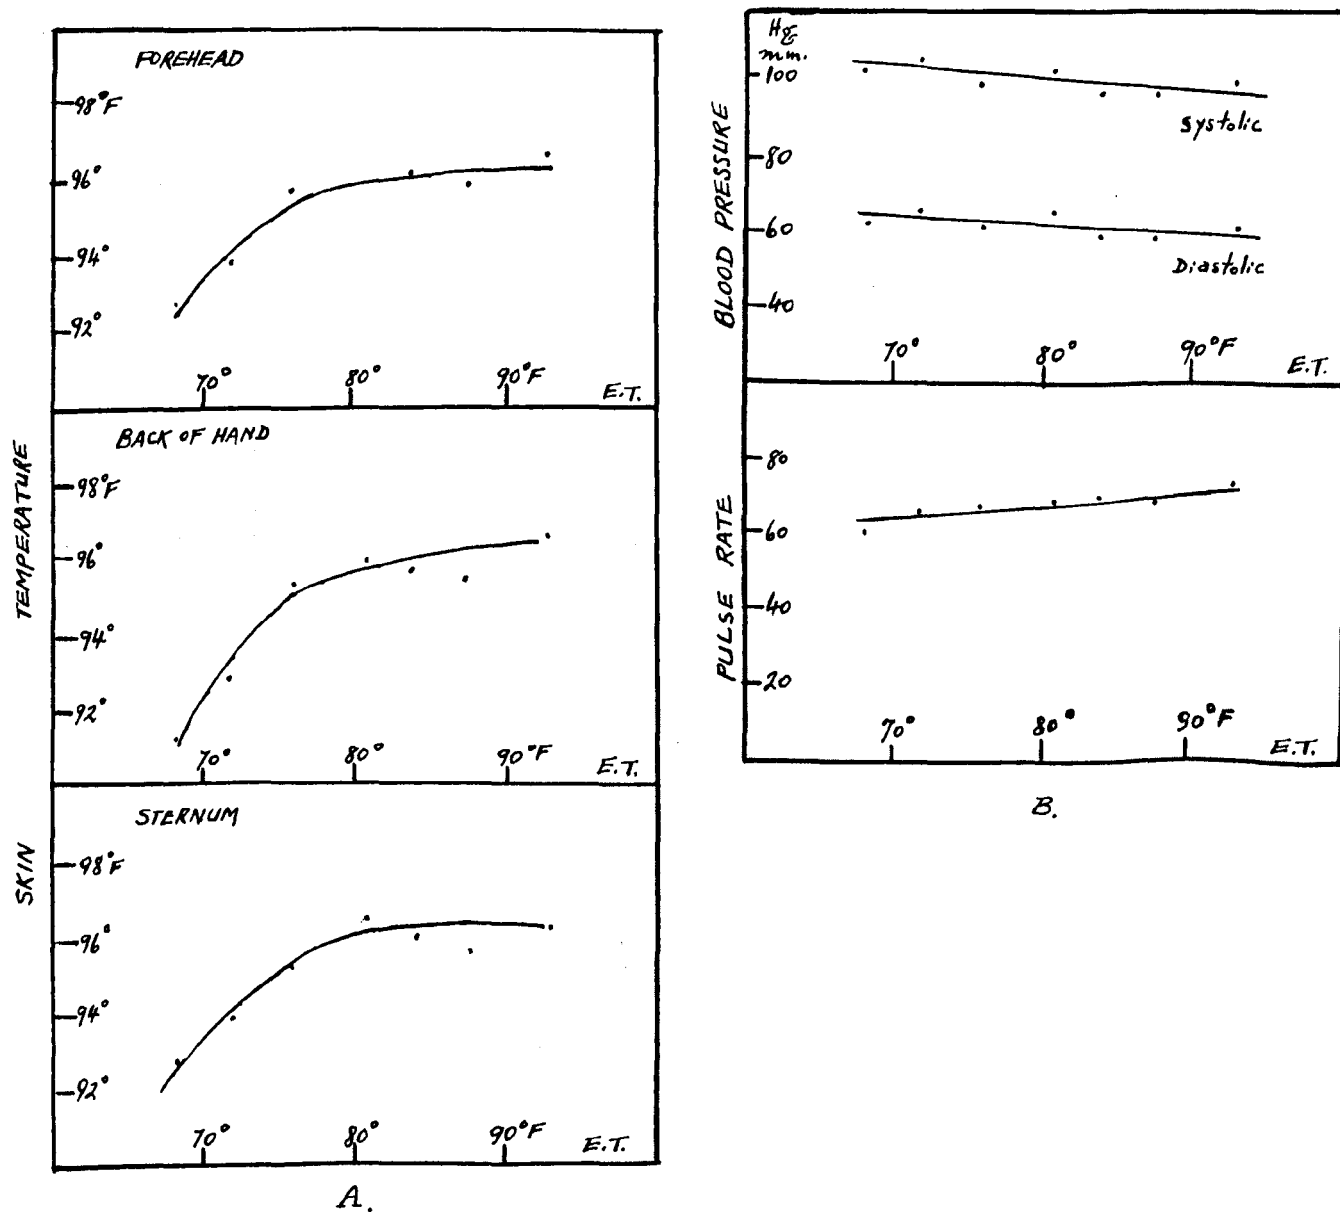 FOREHEAD
98°F
96°
94°
92°
70° 80° 90°F E.T.
BACK OF HAND
98°F
96°
94°
92°
70° 80° 90°F E.T.
STERNUM
98°F
96°
94°
92°
70° 80° 90°F E.T.
SKIN TEMPERATURE
A.
Hg
mm.
100
80
60
40
Systolic
Diastolic
70° 80° 90°F E.T.
BLOOD PRESSURE
80
60
40
20
70° 80° 90°F E.T.
PULSE RATE
B.